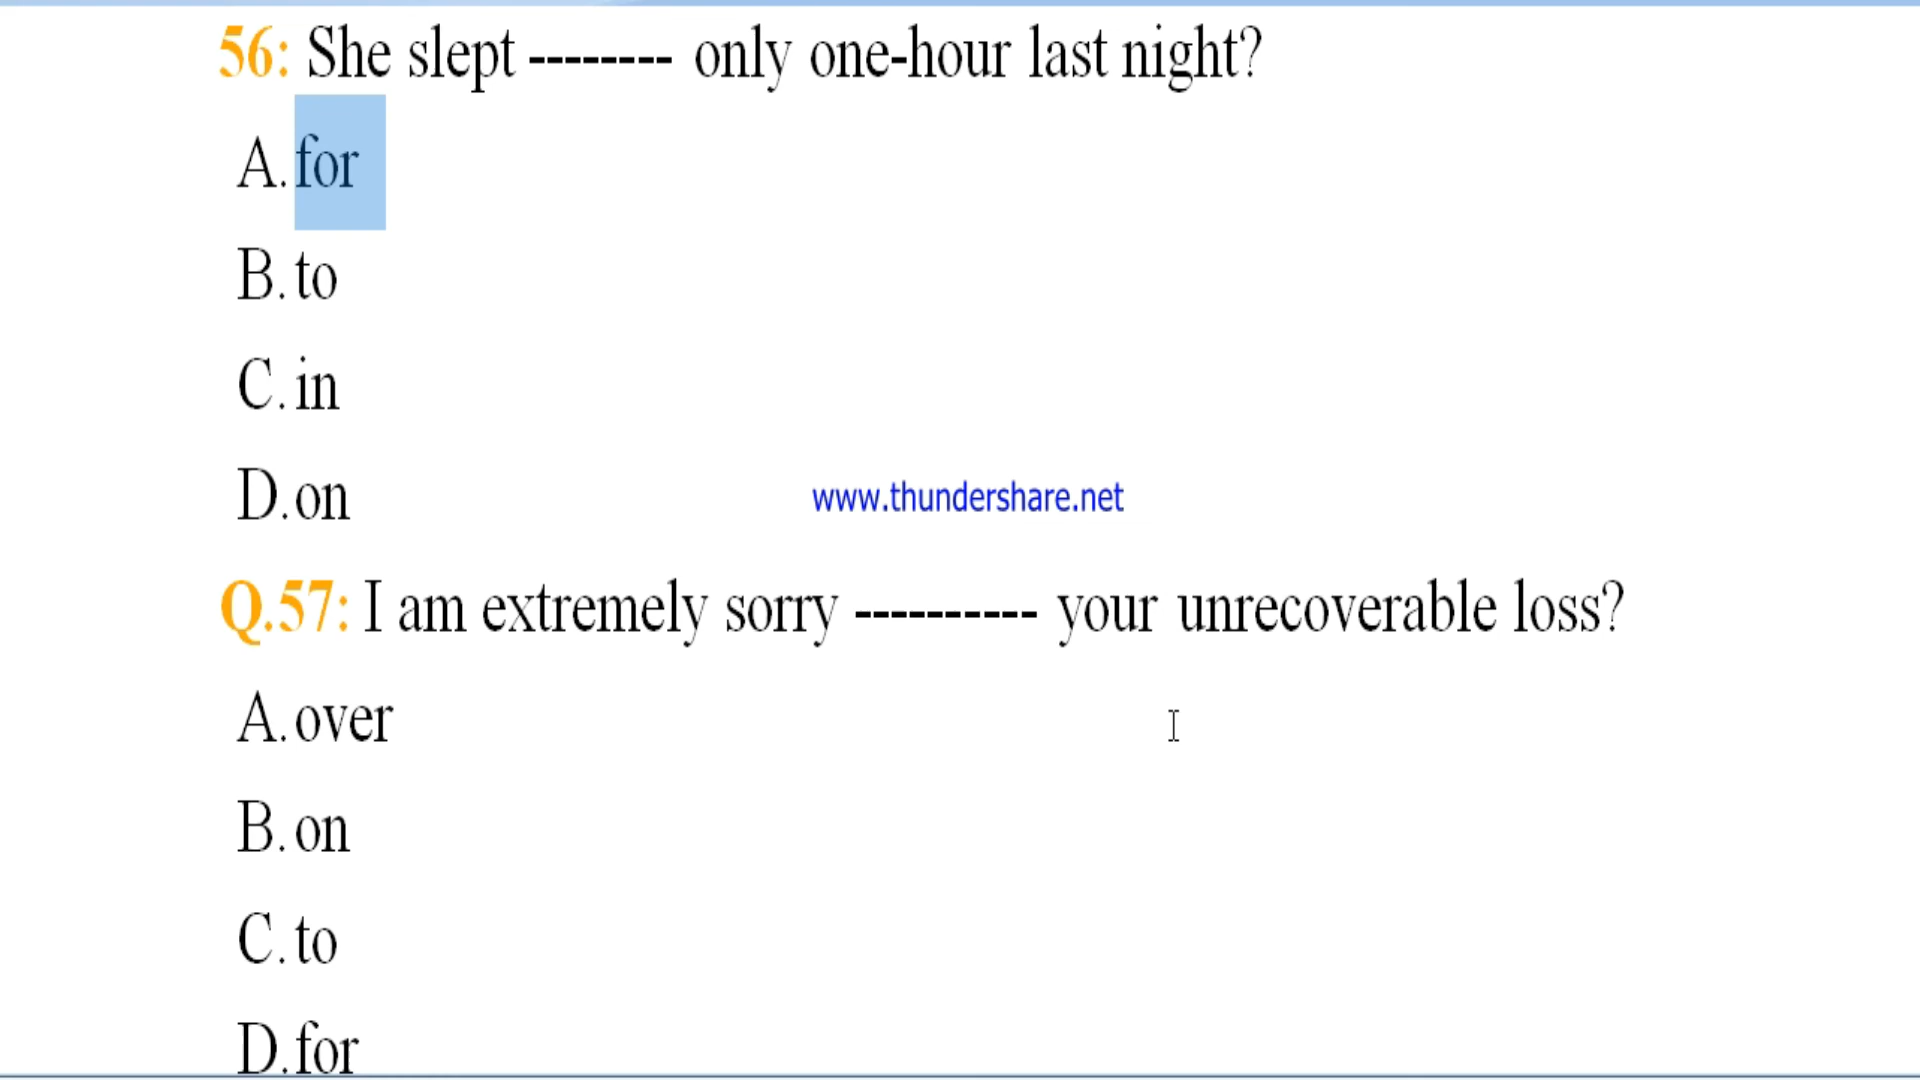 56: She slept -------- only one-hour last night?
A. for
B. to
C. in
D. on
www.thundershare.net
Q.57: I am extremely sorry ---------- your unrecoverable loss?
A. over
B. on
C. to
D. for